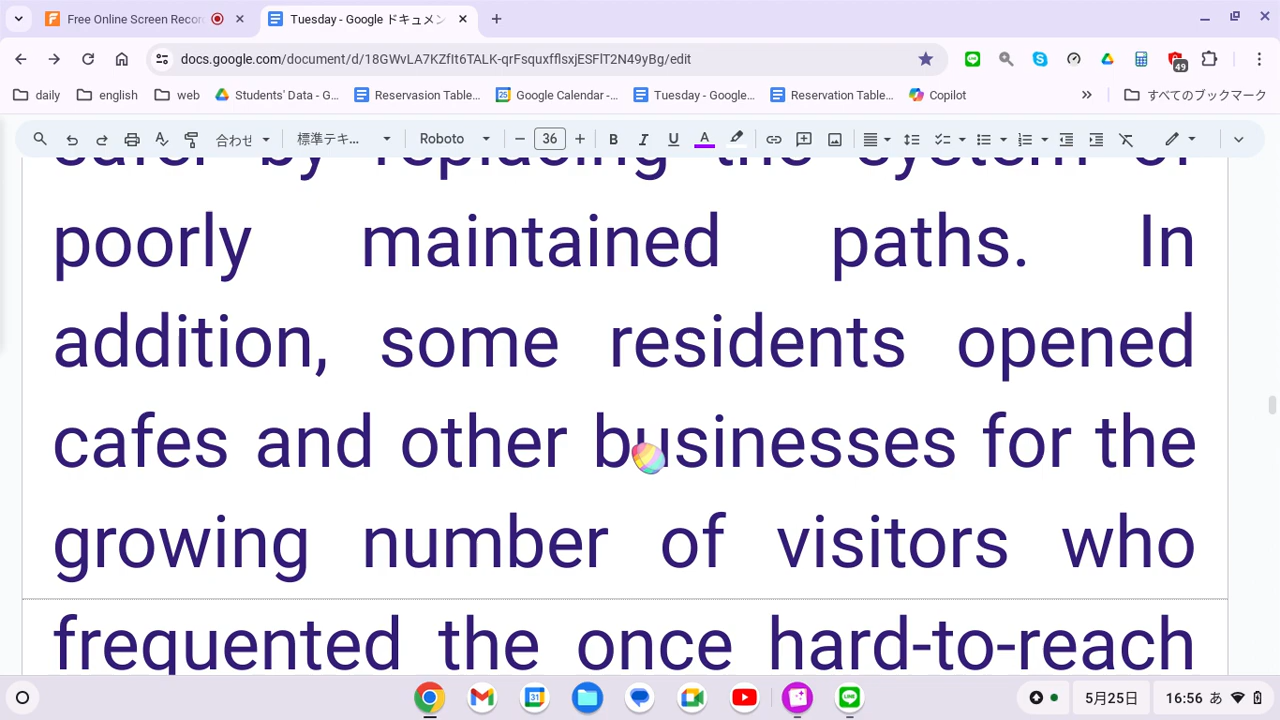 Free Online Screen Recor
Tuesday - Google ドキュメン
docs.google.com/document/d/18GWvLA7KZfIt6TALK-qrFsquxfflsxjESFlT2N49yBg/edit
49
daily
english
web
Students' Data - G...
Reservasion Table...
Google Calendar -...
Tuesday - Google...
Reservation Table...
Copilot
すべてのブックマーク
合わせ
標準テキ...
Roboto
36
safer by replacing the system of
poorly maintained paths. In
addition, some residents opened
cafes and other businesses for the
growing number of visitors who
frequented the once hard-to-reach
5月25日
16:56 あ